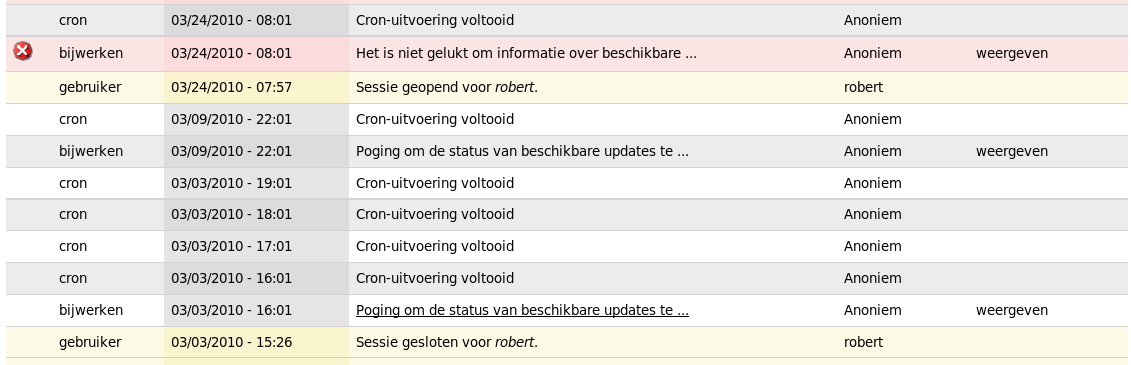 cron 03/24/2010 - 08:01 Cron-uitvoering voltooid Anoniem
bijwerken 03/24/2010 - 08:01 Het is niet gelukt om informatie over beschikbare ... Anoniem weergeven
gebruiker 03/24/2010 - 07:57 Sessie geopend voor robert. robert
cron 03/09/2010 - 22:01 Cron-uitvoering voltooid Anoniem
bijwerken 03/09/2010 - 22:01 Poging om de status van beschikbare updates te ... Anoniem weergeven
cron 03/03/2010 - 19:01 Cron-uitvoering voltooid Anoniem
cron 03/03/2010 - 18:01 Cron-uitvoering voltooid Anoniem
cron 03/03/2010 - 17:01 Cron-uitvoering voltooid Anoniem
cron 03/03/2010 - 16:01 Cron-uitvoering voltooid Anoniem
bijwerken 03/03/2010 - 16:01 Poging om de status van beschikbare updates te ... Anoniem weergeven
gebruiker 03/03/2010 - 15:26 Sessie gesloten voor robert. robert